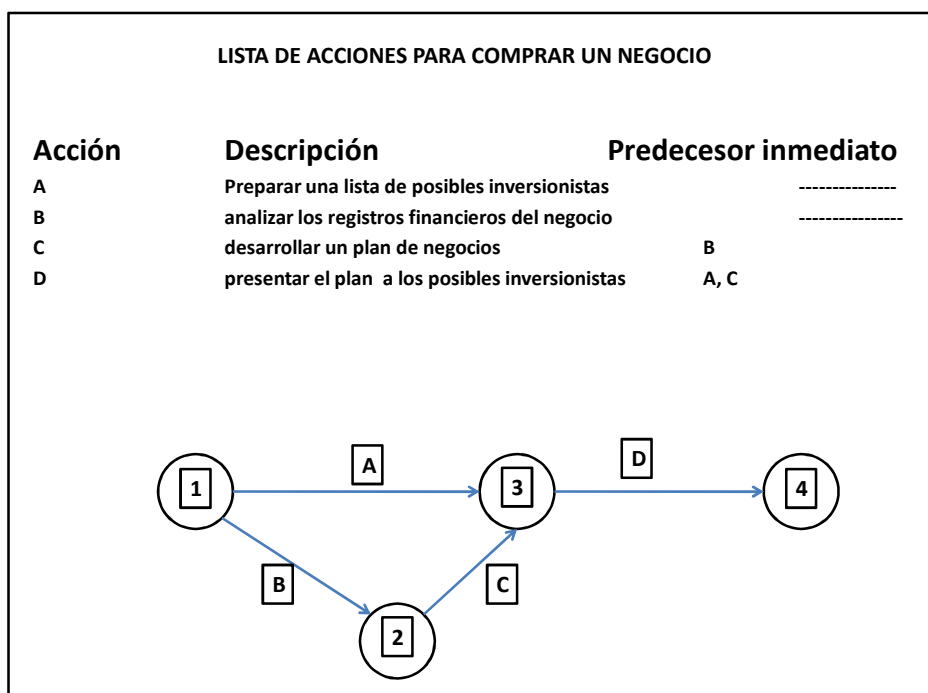 LISTA DE ACCIONES PARA COMPRAR UN NEGOCIO
Acción Descripción Predecesor inmediato
A Preparar una lista de posibles inversionistas ---------------
B analizar los registros financieros del negocio ----------------
C desarrollar un plan de negocios B
D presentar el plan a los posibles inversionistas A, C
A
D
1
3
4
B
C
2